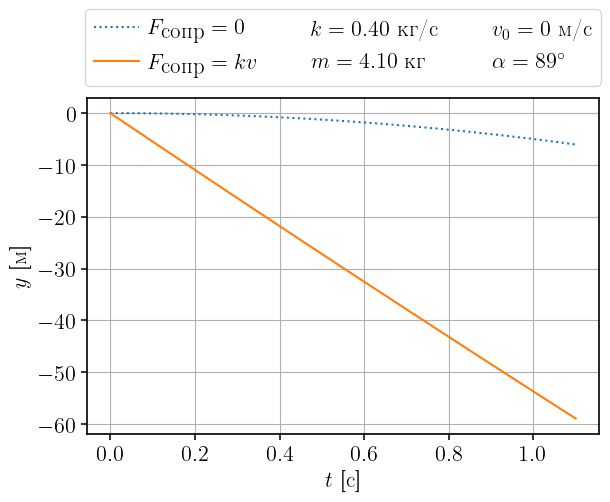 F_сопр = 0 k = 0.40 кг/с v_0 = 0 м/с
F_сопр = kv m = 4.10 кг α = 89°
0
−10
−20
−30
−40
−50
−60
y [м]
0.0 0.2 0.4 0.6 0.8 1.0
t [с]